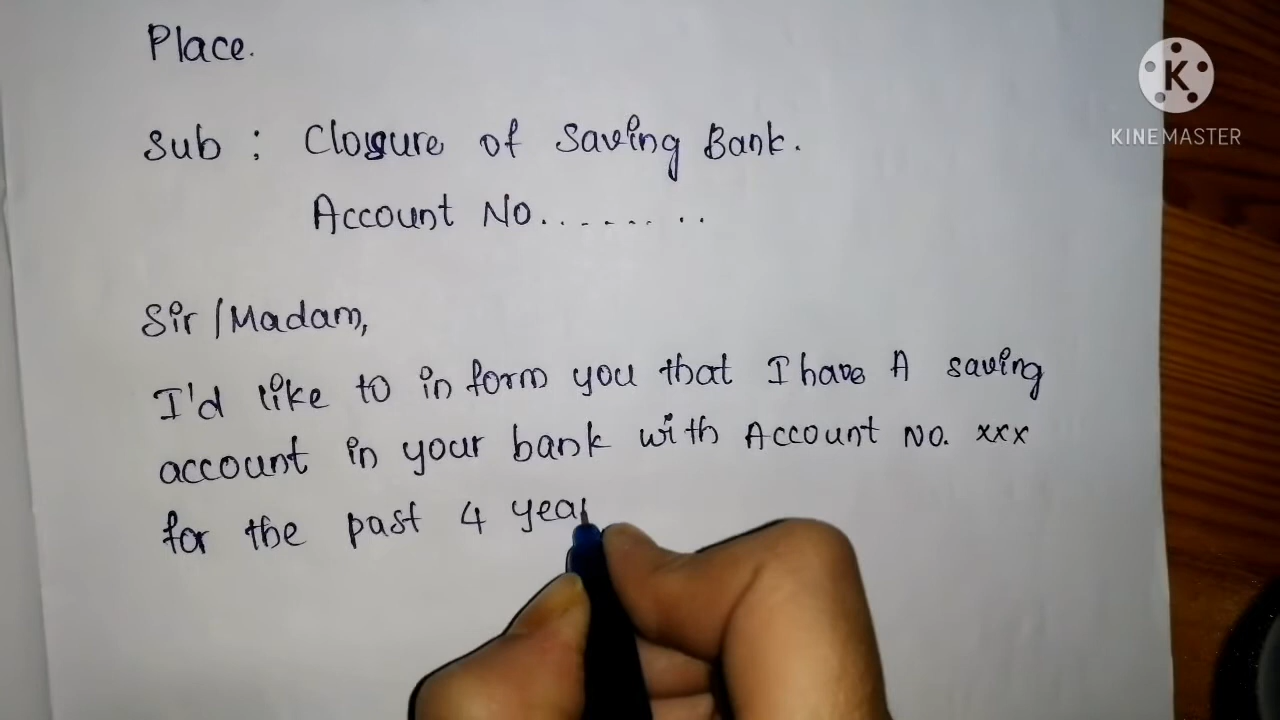 Place.
Sub : Closure of Saving Bank.
Account No.........
Sir/Madam,
I'd like to inform you that I have A saving
account in your bank with Account No. xxx
for the past 4 year
K
KINEMASTER